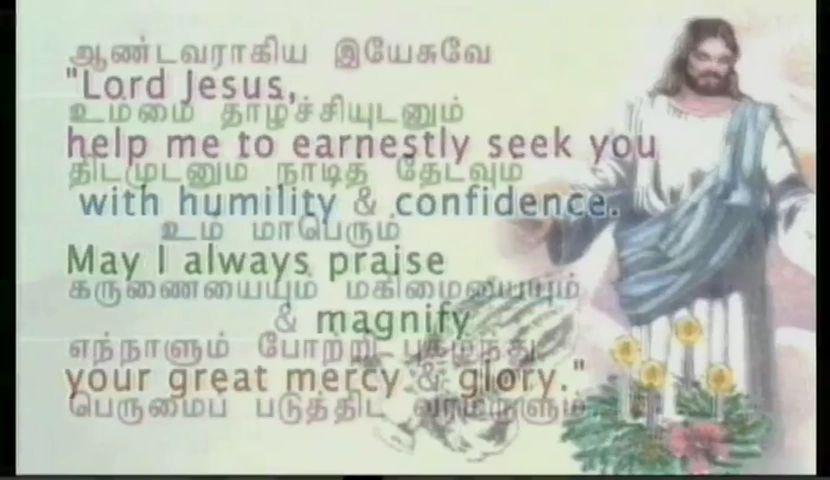 ஆண்டவராகிய இயேசுவே
"Lord Jesus,
உம்மை தாழ்ச்சியுடனும்
help me to earnestly seek you
திடமுடனும் நாடித் தேடவும்
with humility & confidence.
உம் மாபெரும்
May I always praise
கருணையையும் மகிமையையும்
& magnify
எந்நாளும் போற்றி புகழ்ந்து
your great mercy & glory."
பெருமைப் படுத்திட வரமருளும்.